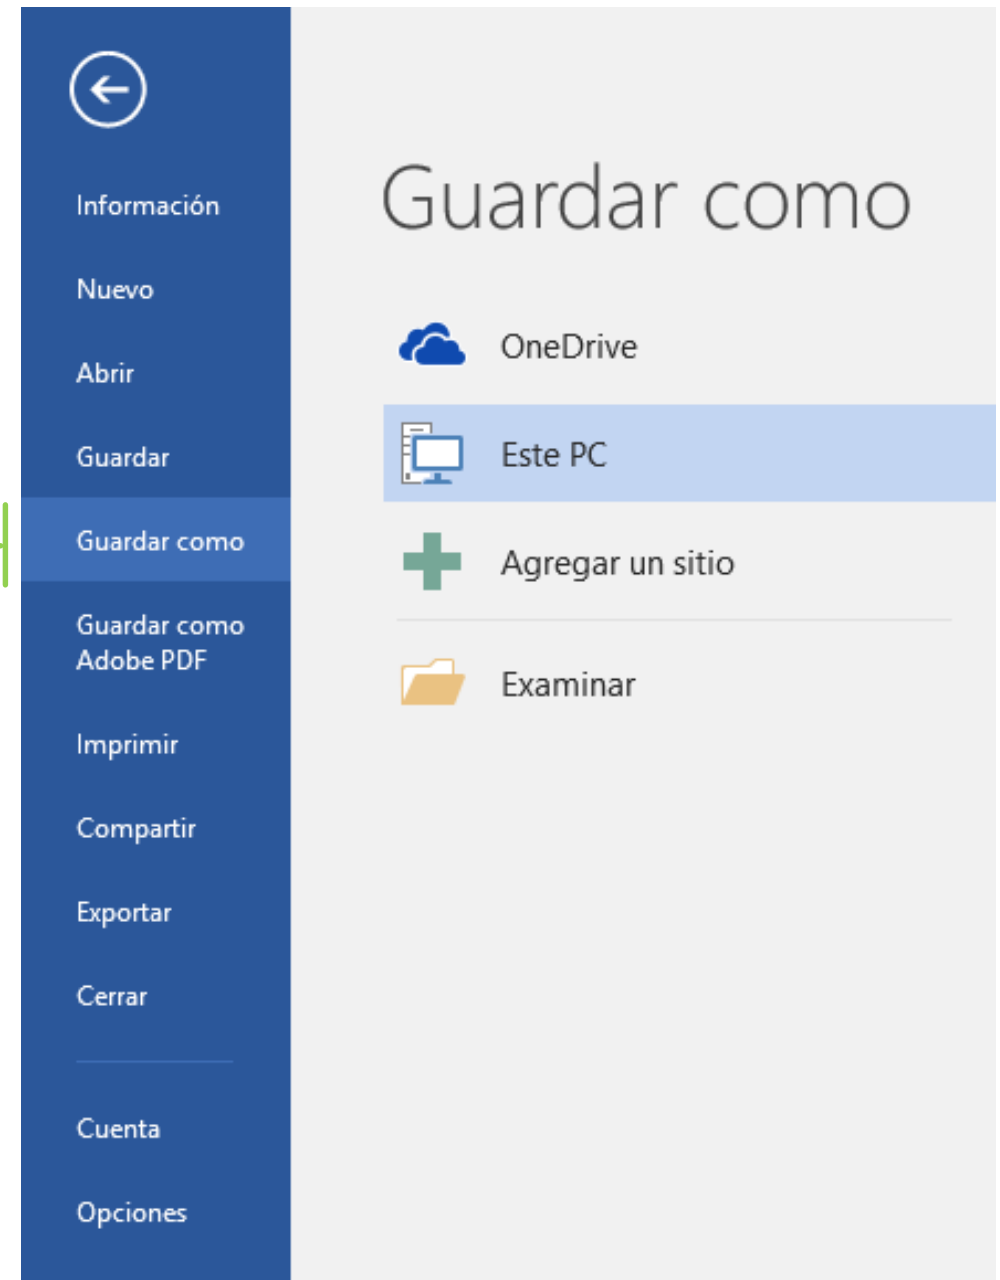 Información
Nuevo
Abrir
Guardar
Guardar como
Guardar como
Adobe PDF
Imprimir
Compartir
Exportar
Cerrar
Cuenta
Opciones
Guardar como
OneDrive
Este PC
Agregar un sitio
Examinar